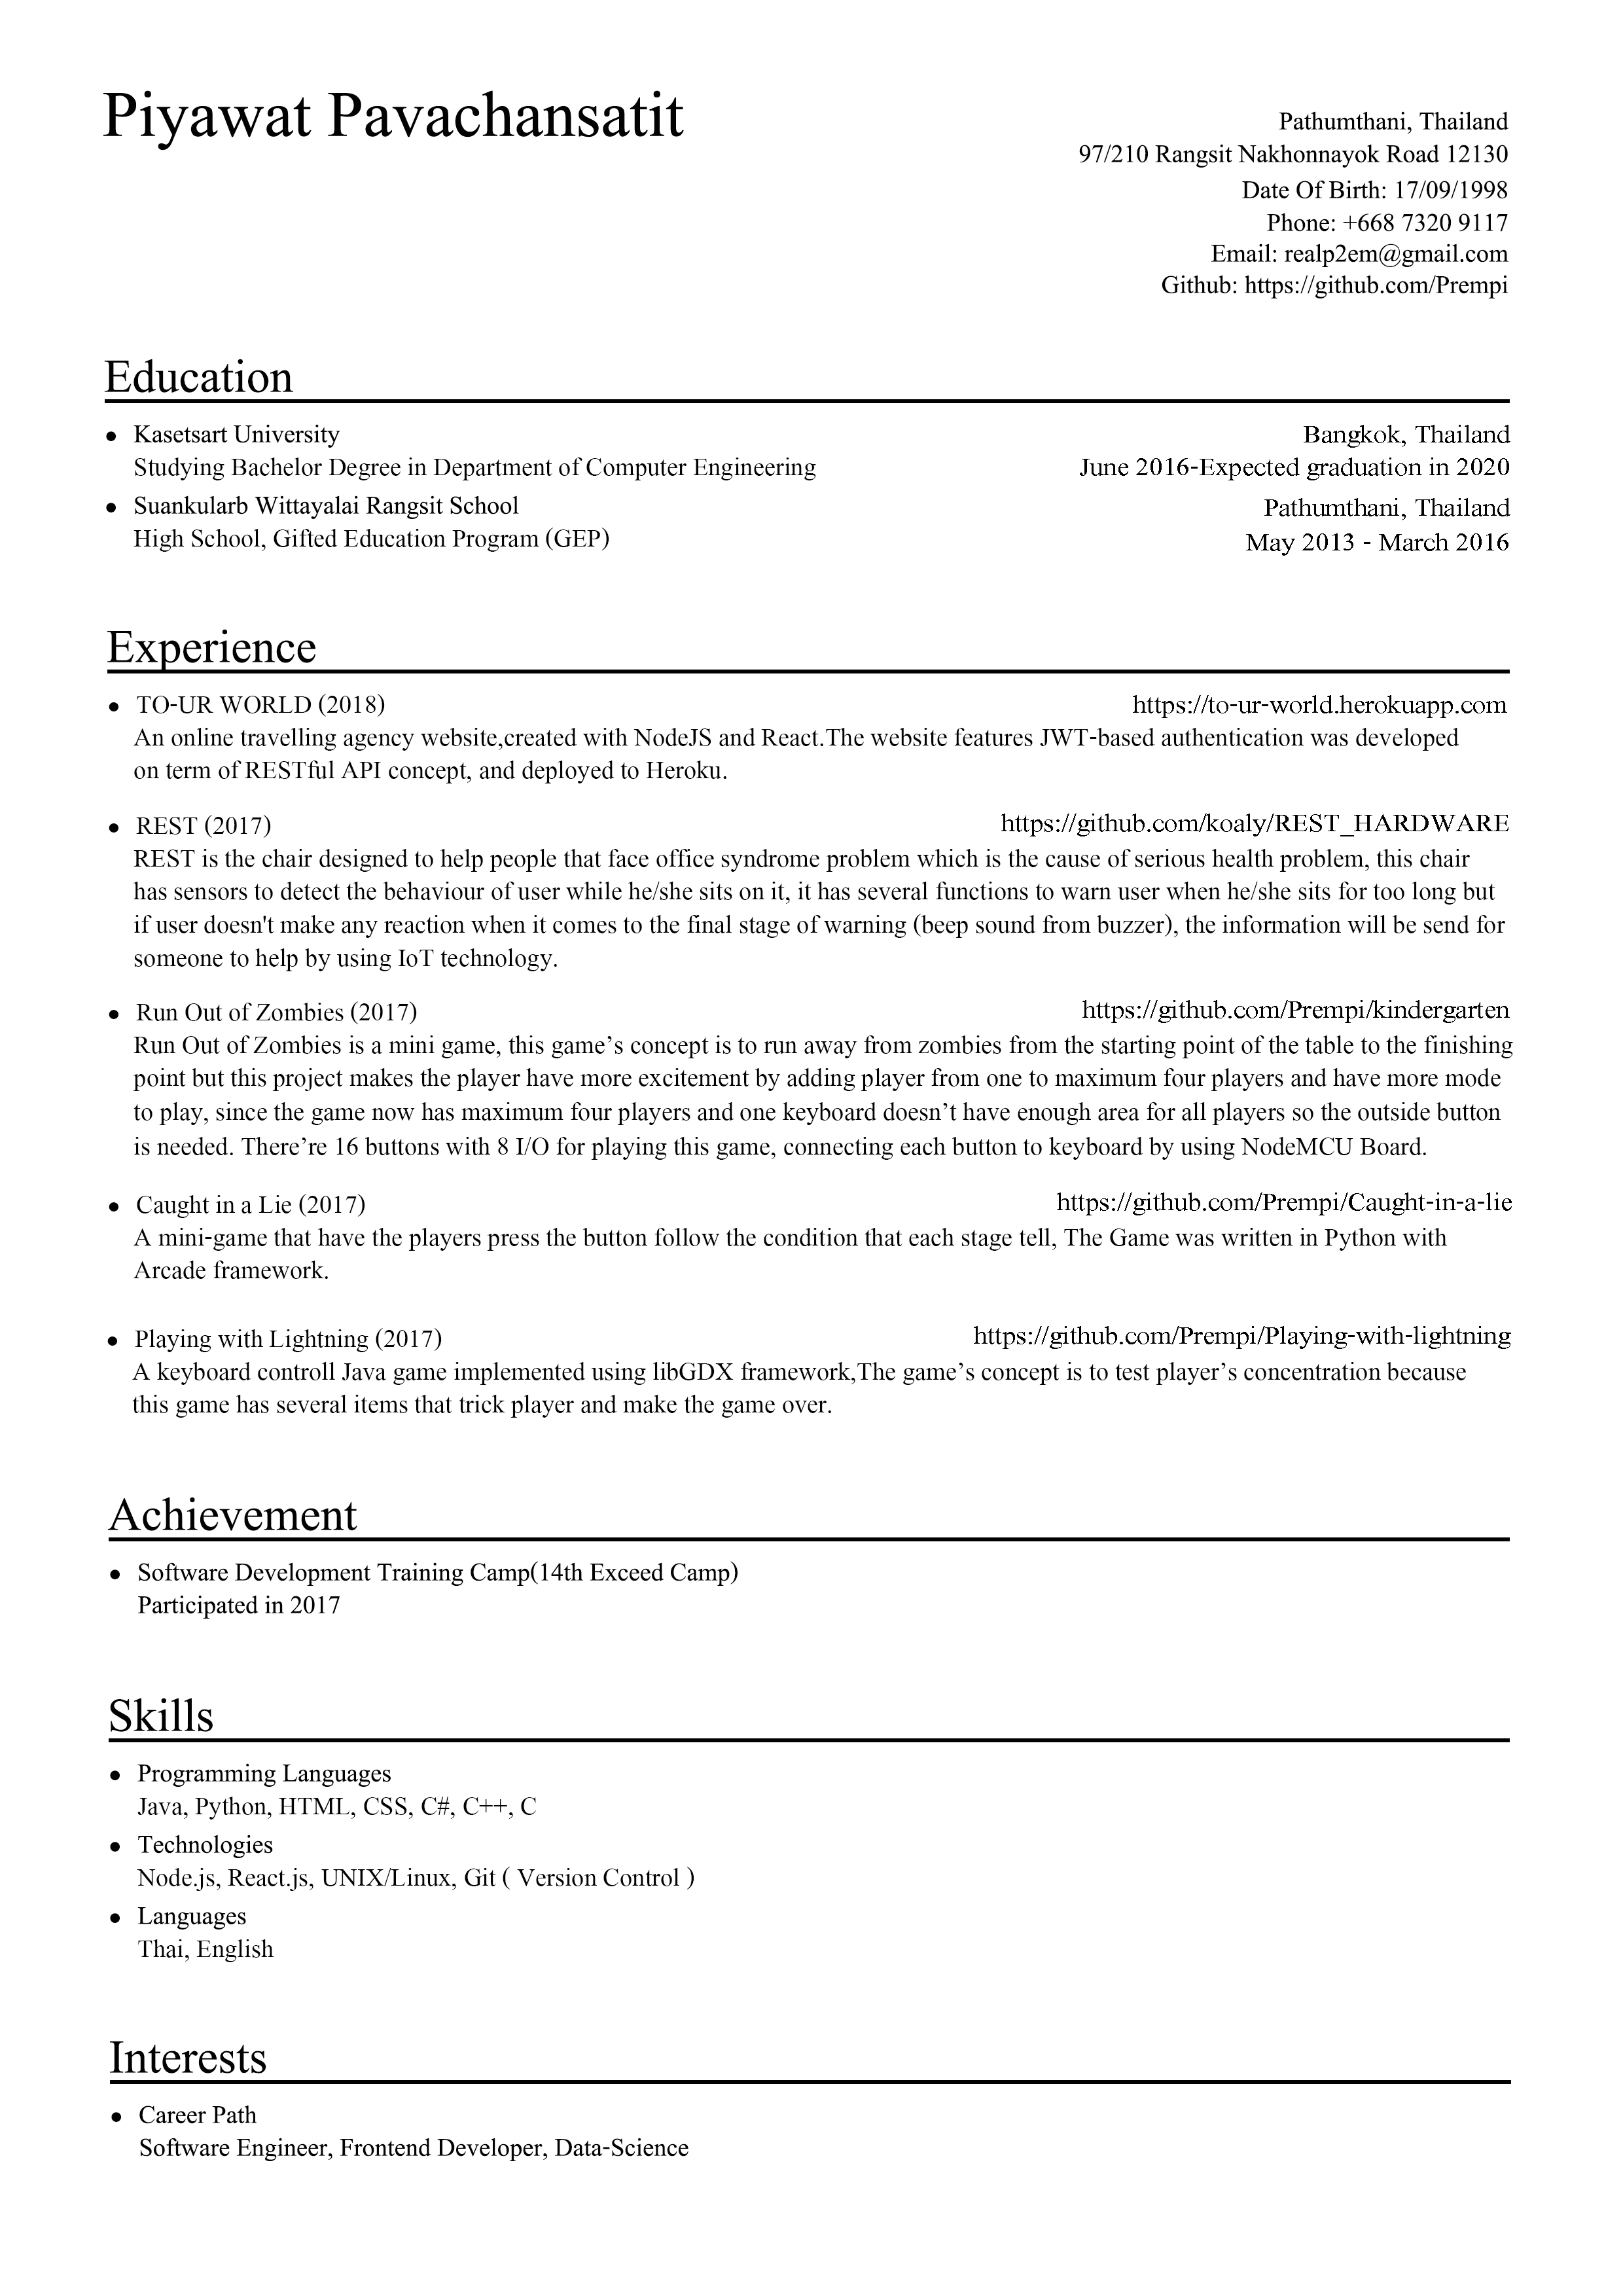 Piyawat Pavachansatit
Pathumthani, Thailand
97/210 Rangsit Nakhonnayok Road 12130
Date Of Birth: 17/09/1998
Phone: +668 7320 9117
Email: realp2em@gmail.com
Github: https://github.com/Prempi
Education
● Kasetsart University
Bangkok, Thailand
Studying Bachelor Degree in Department of Computer Engineering
June 2016-Expected graduation in 2020
● Suankularb Wittayalai Rangsit School
Pathumthani, Thailand
High School, Gifted Education Program (GEP)
May 2013 - March 2016
Experience
● TO-UR WORLD (2018)
https://to-ur-world.herokuapp.com
An online travelling agency website,created with NodeJS and React.The website features JWT-based authentication was developed
on term of RESTful API concept, and deployed to Heroku.
● REST (2017)
https://github.com/koaly/REST_HARDWARE
REST is the chair designed to help people that face office syndrome problem which is the cause of serious health problem, this chair
has sensors to detect the behaviour of user while he/she sits on it, it has several functions to warn user when he/she sits for too long but
if user doesn't make any reaction when it comes to the final stage of warning (beep sound from buzzer), the information will be send for
someone to help by using IoT technology.
● Run Out of Zombies (2017)
https://github.com/Prempi/kindergarten
Run Out of Zombies is a mini game, this game’s concept is to run away from zombies from the starting point of the table to the finishing
point but this project makes the player have more excitement by adding player from one to maximum four players and have more mode
to play, since the game now has maximum four players and one keyboard doesn’t have enough area for all players so the outside button
is needed. There’re 16 buttons with 8 I/O for playing this game, connecting each button to keyboard by using NodeMCU Board.
● Caught in a Lie (2017)
https://github.com/Prempi/Caught-in-a-lie
A mini-game that have the players press the button follow the condition that each stage tell, The Game was written in Python with
Arcade framework.
● Playing with Lightning (2017)
https://github.com/Prempi/Playing-with-lightning
A keyboard controll Java game implemented using libGDX framework,The game’s concept is to test player’s concentration because
this game has several items that trick player and make the game over.
Achievement
● Software Development Training Camp(14th Exceed Camp)
Participated in 2017
Skills
● Programming Languages
Java, Python, HTML, CSS, C#, C++, C
● Technologies
Node.js, React.js, UNIX/Linux, Git ( Version Control )
● Languages
Thai, English
Interests
● Career Path
Software Engineer, Frontend Developer, Data-Science